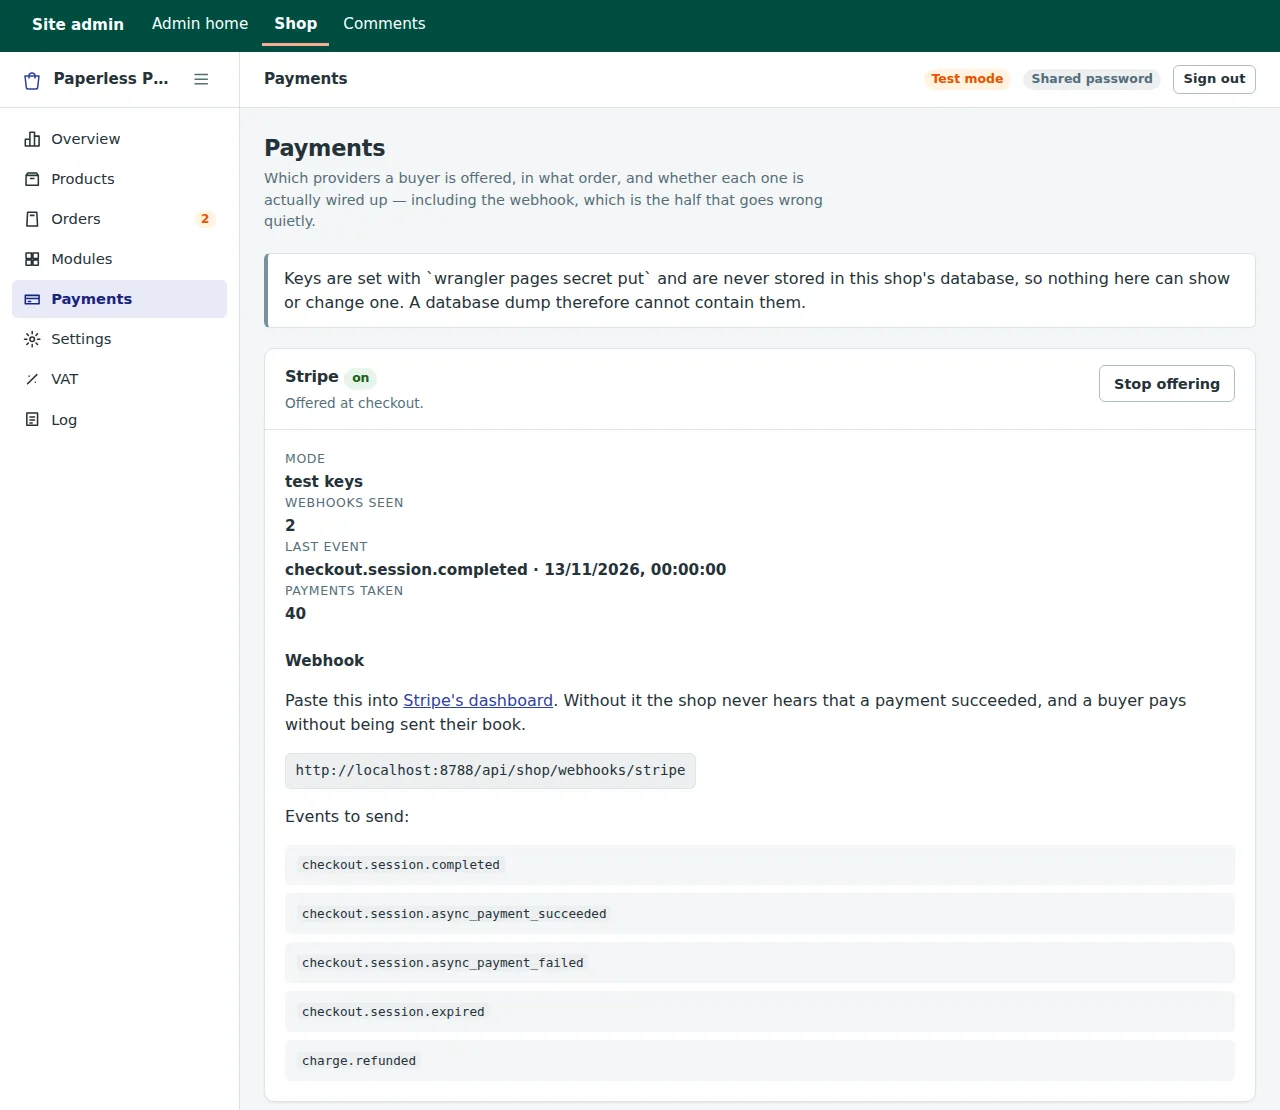 Site admin
Admin home
Shop
Comments
Paperless P…
Payments
Test mode
Shared password
Sign out
Overview
Products
Orders
2
Modules
Payments
Settings
VAT
Log
Payments
Which providers a buyer is offered, in what order, and whether each one is
actually wired up — including the webhook, which is the half that goes wrong
quietly.
Keys are set with `wrangler pages secret put` and are never stored in this shop's database, so nothing here can show
or change one. A database dump therefore cannot contain them.
Stripe on
Offered at checkout.
Stop offering
MODE
test keys
WEBHOOKS SEEN
2
LAST EVENT
checkout.session.completed · 13/11/2026, 00:00:00
PAYMENTS TAKEN
40
Webhook
Paste this into Stripe's dashboard. Without it the shop never hears that a payment succeeded, and a buyer pays
without being sent their book.
http://localhost:8788/api/shop/webhooks/stripe
Events to send:
checkout.session.completed
checkout.session.async_payment_succeeded
checkout.session.async_payment_failed
checkout.session.expired
charge.refunded